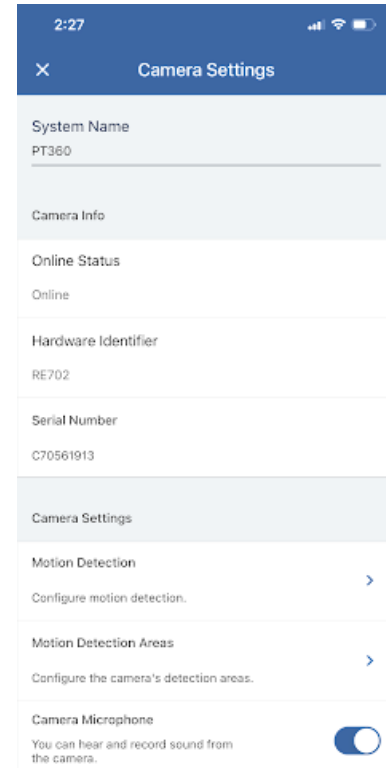 2:27
Camera Settings
System Name
PT360
Camera Info
Online Status
Online
Hardware Identifier
RE702
Serial Number
C70561913
Camera Settings
Motion Detection
Configure motion detection.
Motion Detection Areas
Configure the camera's detection areas.
Camera Microphone
You can hear and record sound from
the camera.